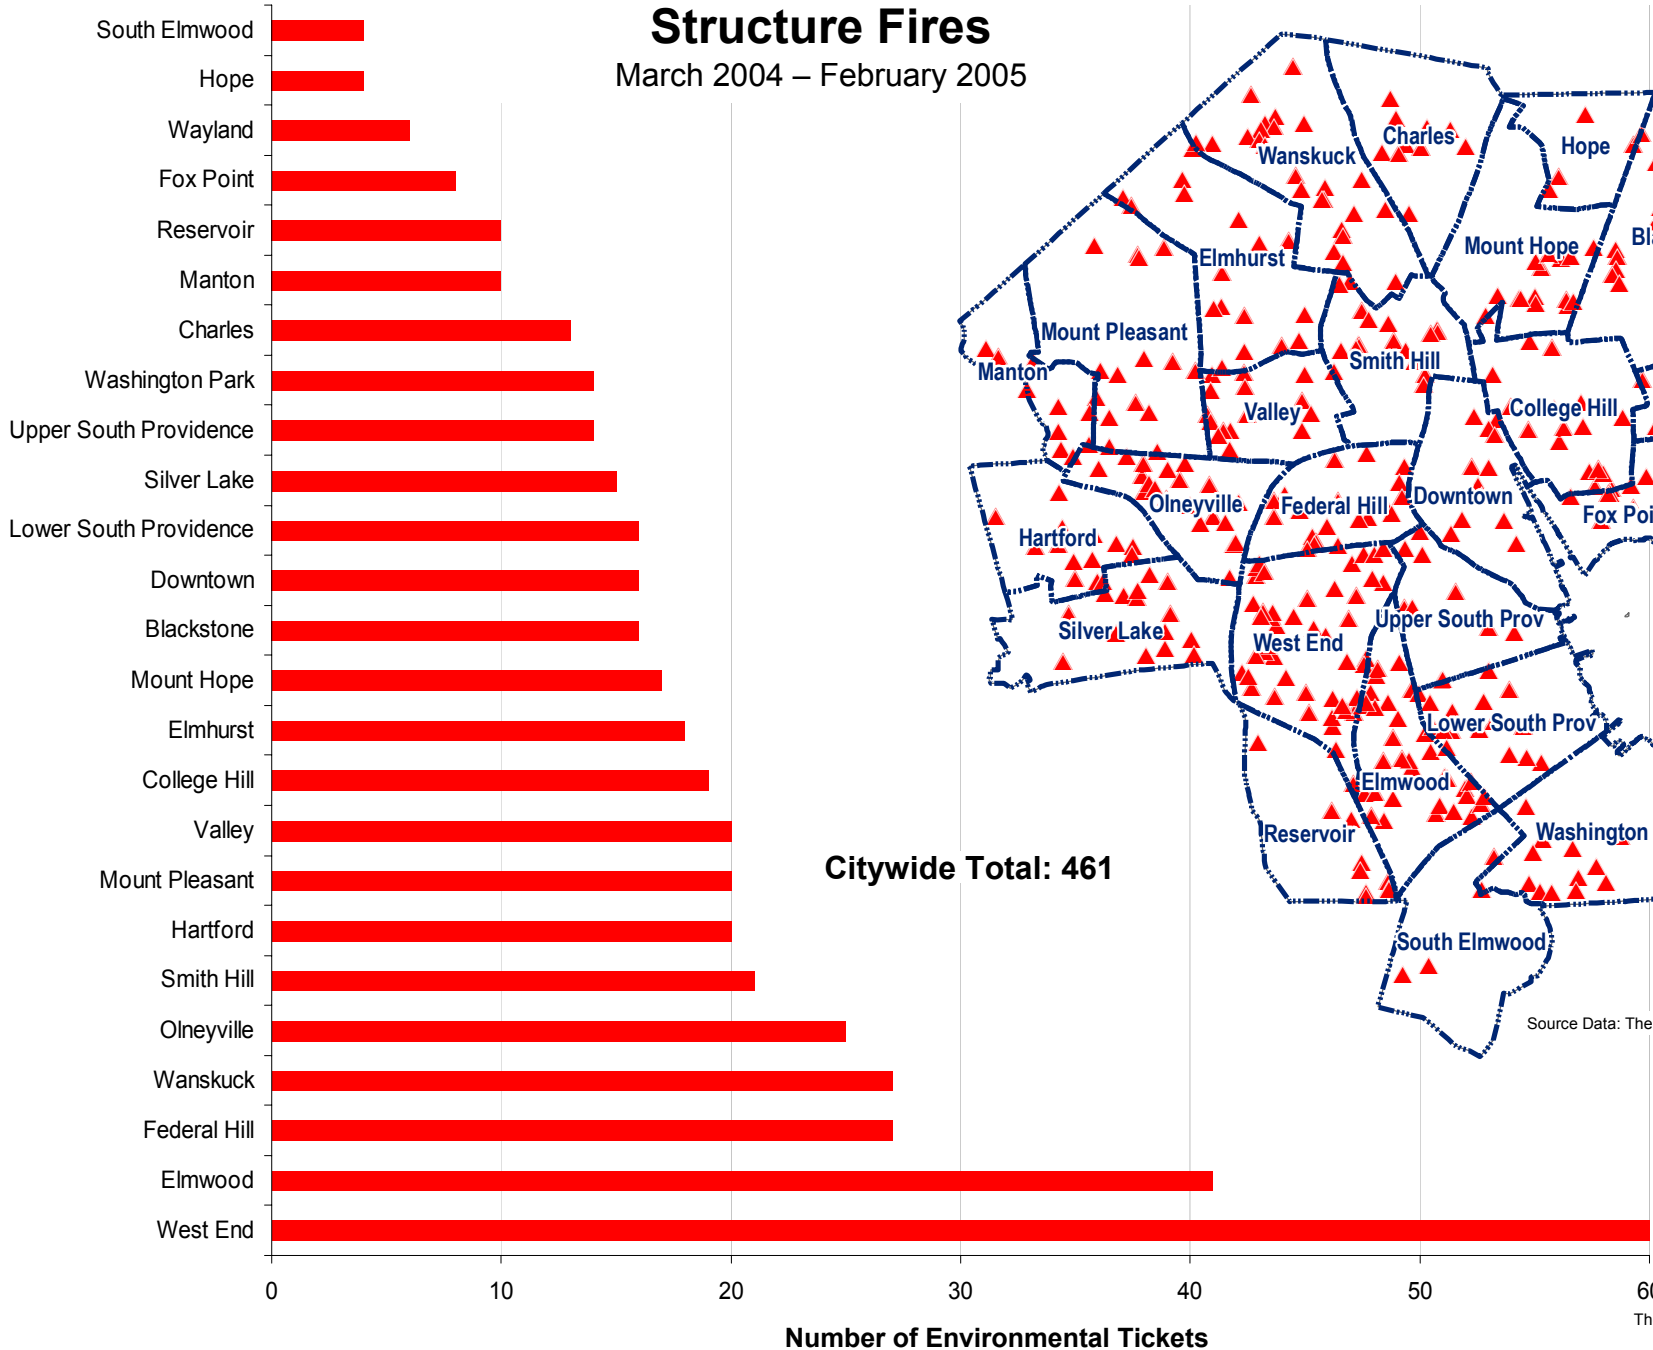 Structure Fires
March 2004 – February 2005
South Elmwood
Hope
Wayland
Fox Point
Reservoir
Manton
Charles
Washington Park
Upper South Providence
Silver Lake
Lower South Providence
Downtown
Blackstone
Mount Hope
Elmhurst
College Hill
Valley
Mount Pleasant
Hartford
Smith Hill
Olneyville
Wanskuck
Federal Hill
Elmwood
West End
0
10
20
30
40
50
Number of Environmental Tickets
Citywide Total: 461
Charles
Hope
Wanskuck
Mount Hope
Elmhurst
Mount Pleasant
Smith Hill
Manton
College Hill
Valley
Downtown
Olneyville
Federal Hill
Hartford
Upper South Prov
Silver Lake
West End
Lower South Prov
Elmwood
Reservoir
Washington
South Elmwood
Source Data: The